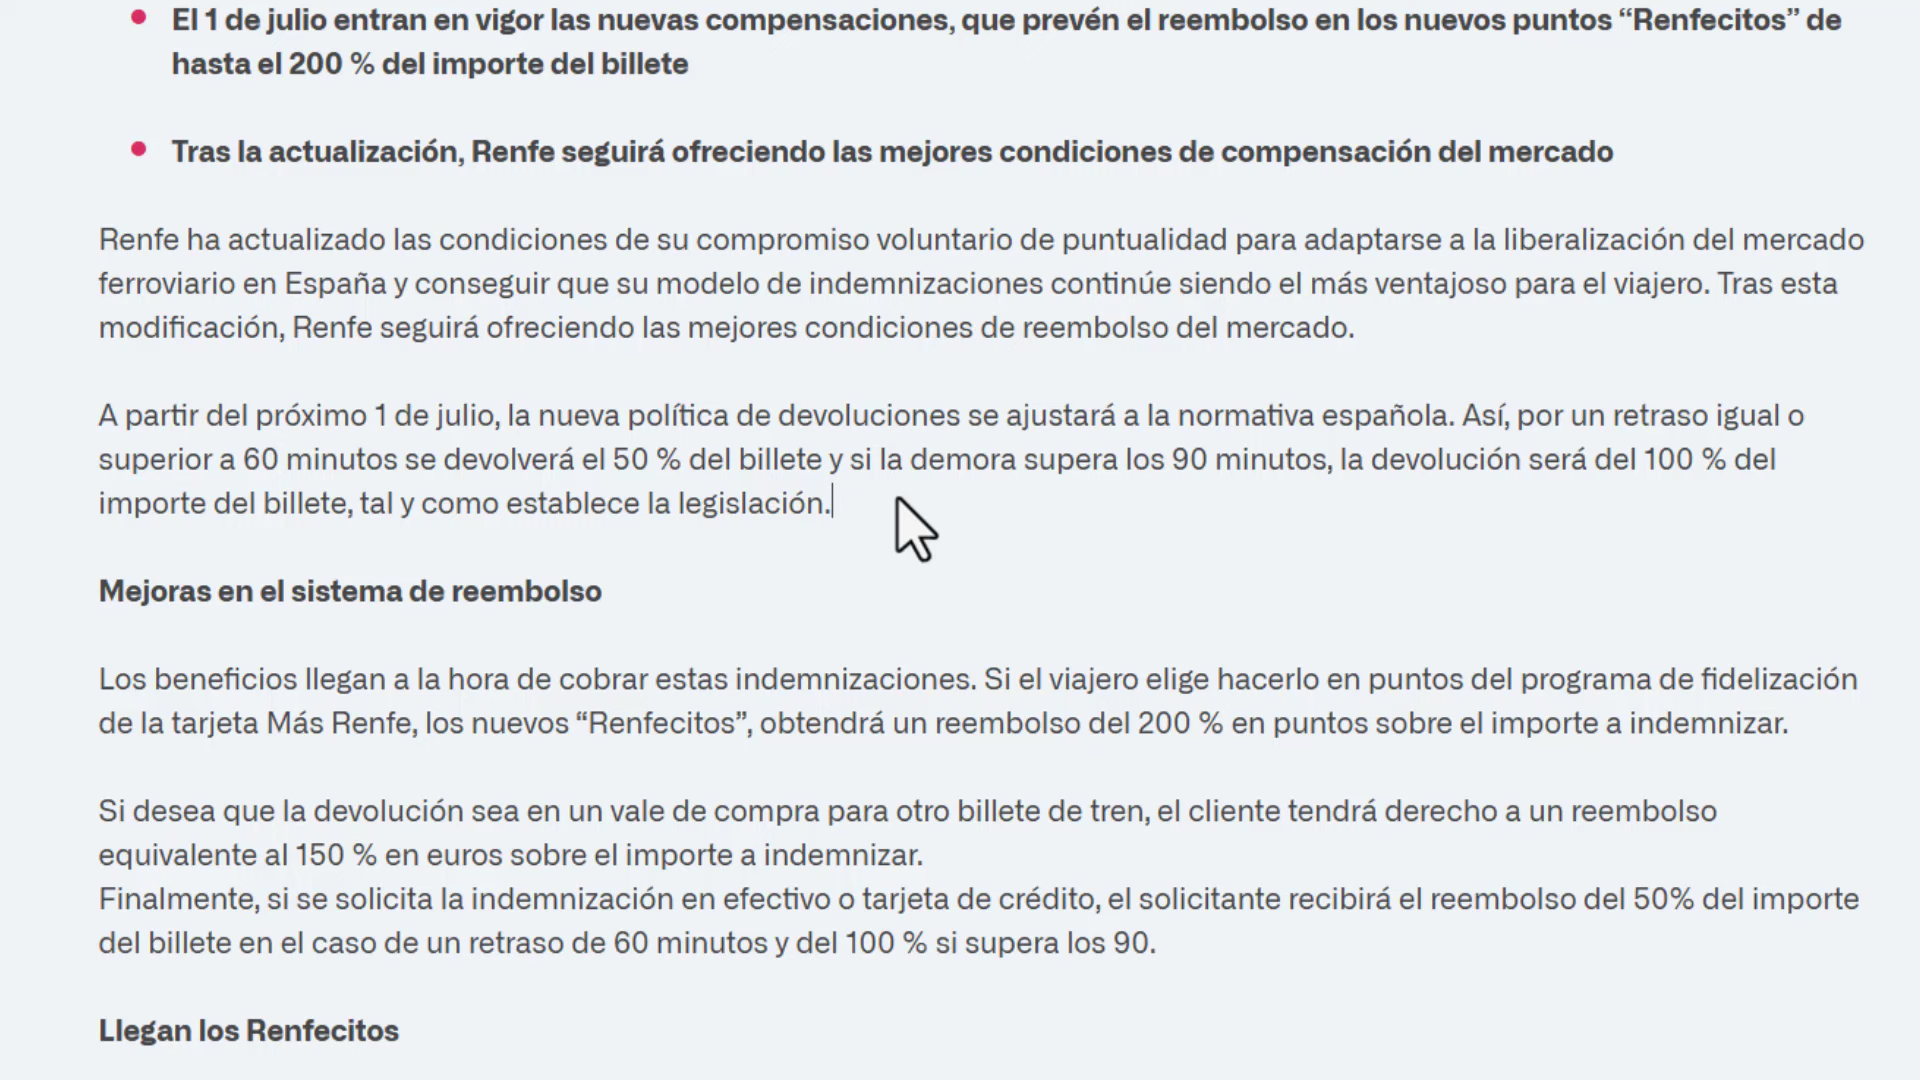 El 1 de julio entran en vigor las nuevas compensaciones, que prevén el reembolso en los nuevos puntos “Renfecitos” de
hasta el 200 % del importe del billete
Tras la actualización, Renfe seguirá ofreciendo las mejores condiciones de compensación del mercado
Renfe ha actualizado las condiciones de su compromiso voluntario de puntualidad para adaptarse a la liberalización del mercado
ferroviario en España y conseguir que su modelo de indemnizaciones continúe siendo el más ventajoso para el viajero. Tras esta
modificación, Renfe seguirá ofreciendo las mejores condiciones de reembolso del mercado.
A partir del próximo 1 de julio, la nueva política de devoluciones se ajustará a la normativa española. Así, por un retraso igual o
superior a 60 minutos se devolverá el 50 % del billete y si la demora supera los 90 minutos, la devolución será del 100 % del
importe del billete, tal y como establece la legislación.
Mejoras en el sistema de reembolso
Los beneficios llegan a la hora de cobrar estas indemnizaciones. Si el viajero elige hacerlo en puntos del programa de fidelización
de la tarjeta Más Renfe, los nuevos “Renfecitos”, obtendrá un reembolso del 200 % en puntos sobre el importe a indemnizar.
Si desea que la devolución sea en un vale de compra para otro billete de tren, el cliente tendrá derecho a un reembolso
equivalente al 150 % en euros sobre el importe a indemnizar.
Finalmente, si se solicita la indemnización en efectivo o tarjeta de crédito, el solicitante recibirá el reembolso del 50% del importe
del billete en el caso de un retraso de 60 minutos y del 100 % si supera los 90.
Llegan los Renfecitos